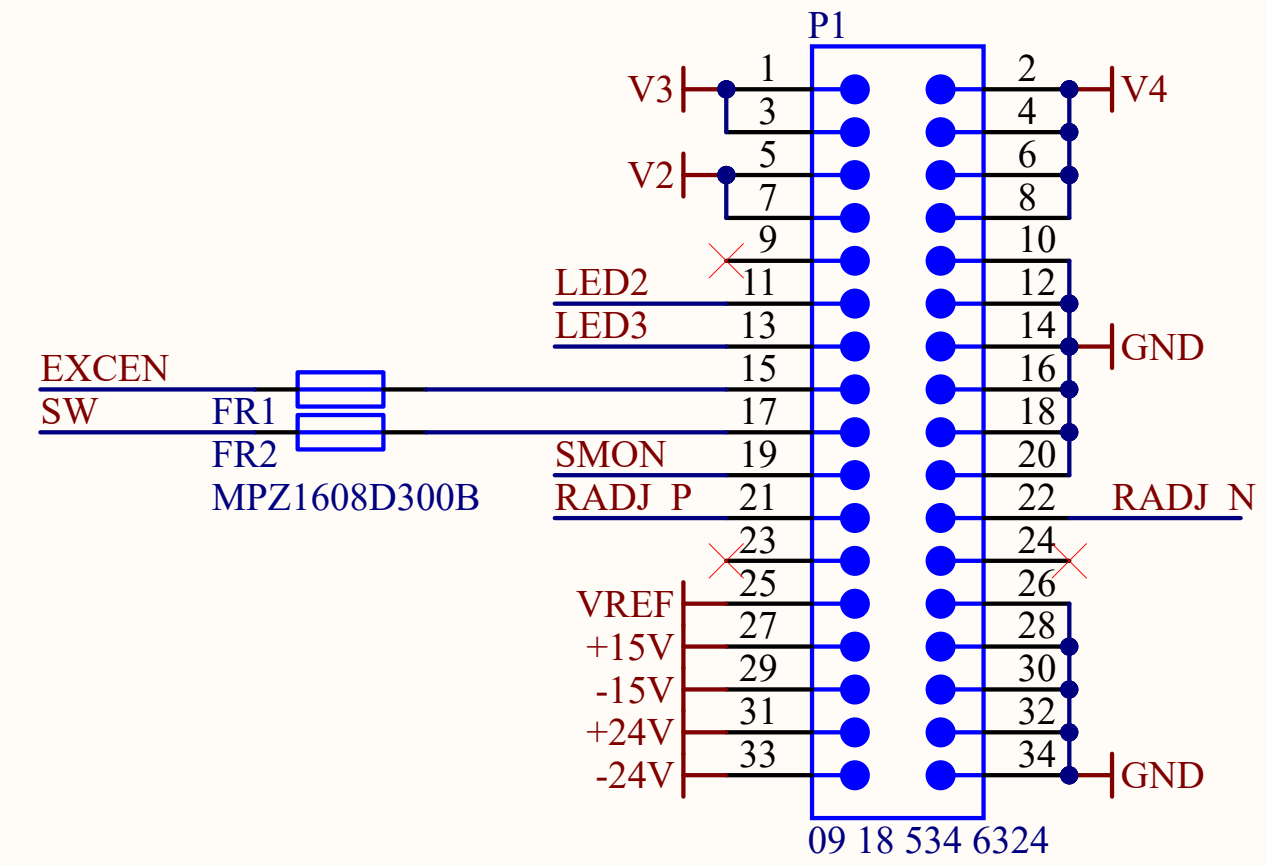 P1
1 2
V3 V4
3 4
5 6
V2
7 8
9 10
LED2 11 12
LED3 13 14
GND
EXCEN 15 16
SW FR1 17 18
FR2 SMON 19 20
MPZ1608D300B RADJ_P 21 22 RADJ_N
23 24
25 26
VREF
27 28
+15V
29 30
-15V
31 32
+24V
33 34
-24V GND
09 18 534 6324